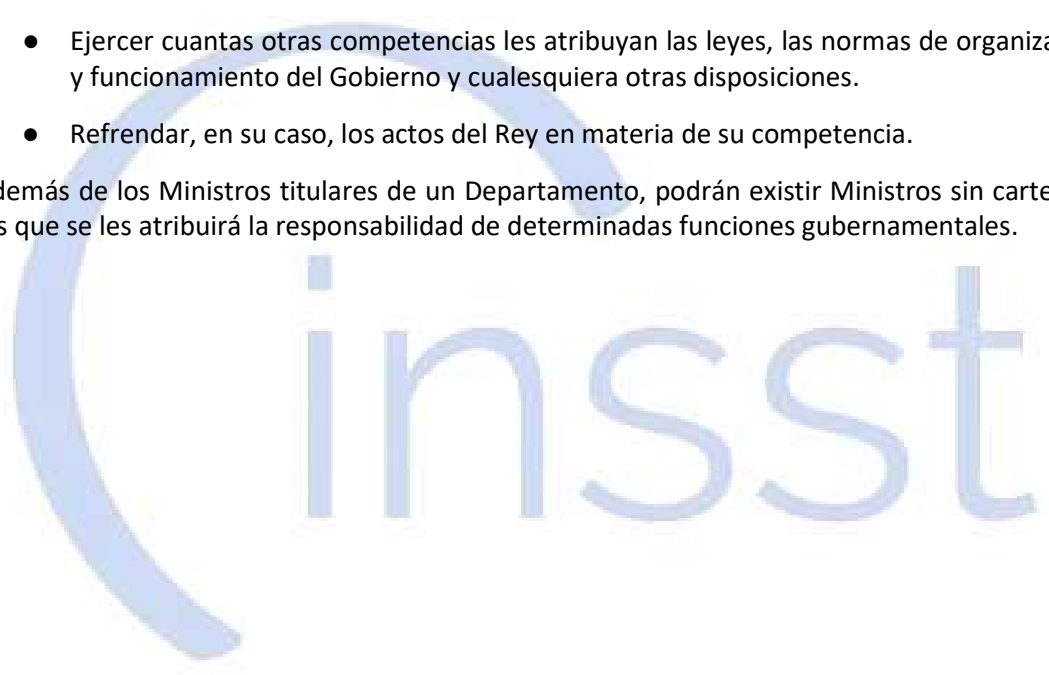 ● Ejercer cuantas otras competencias les atribuyan las leyes, las normas de organiza
y funcionamiento del Gobierno y cualesquiera otras disposiciones.
● Refrendar, en su caso, los actos del Rey en materia de su competencia.
demás de los Ministros titulares de un Departamento, podrán existir Ministros sin carte
s que se les atribuirá la responsabilidad de determinadas funciones gubernamentales.
insst